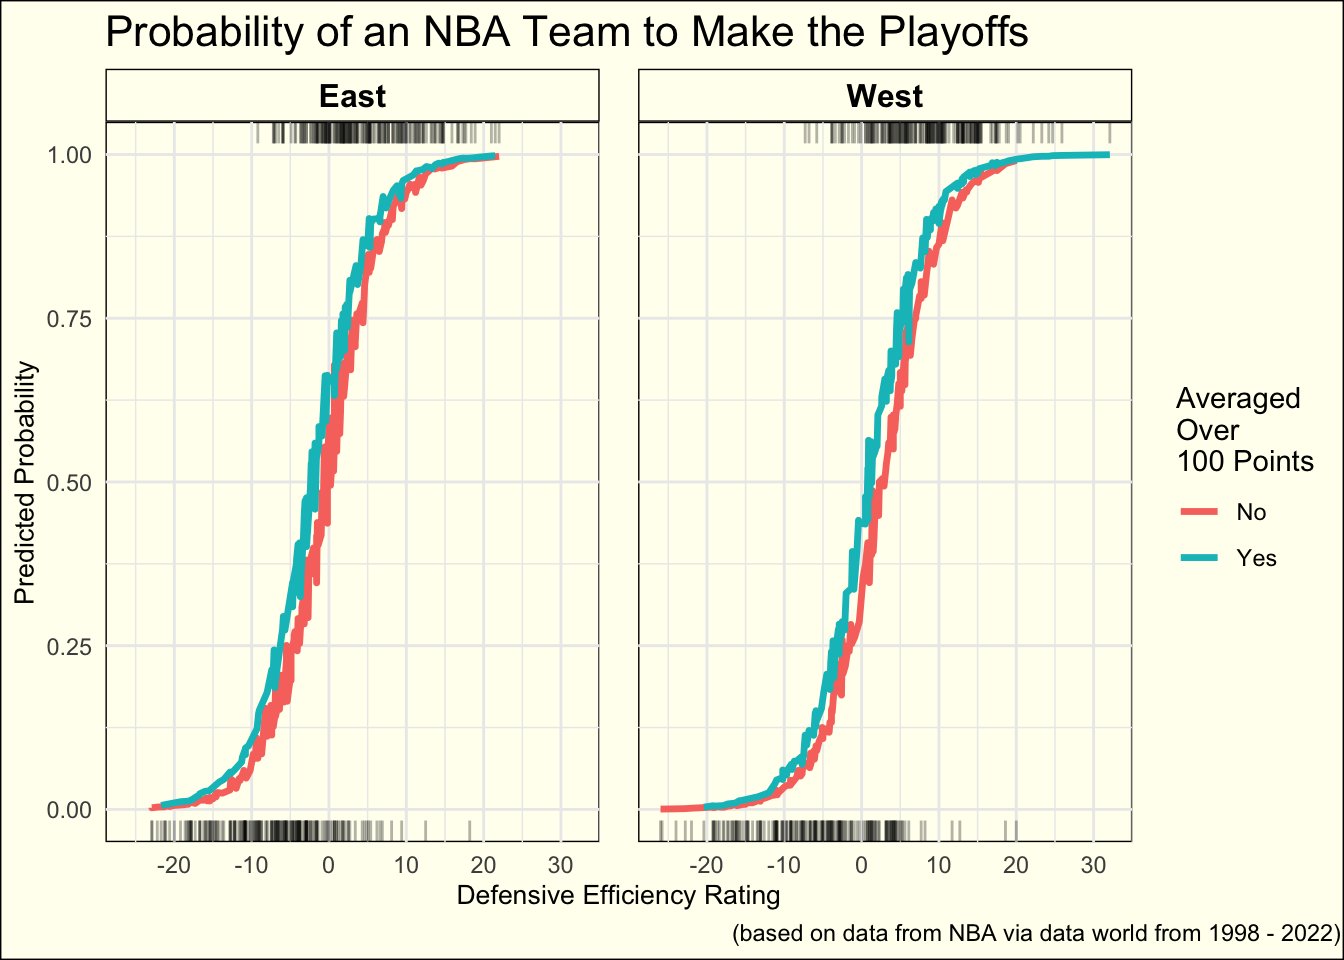 Probability of an NBA Team to Make the Playoffs
East
West
1.00
0.75
0.50
0.25
0.00
Predicted Probability
-20 -10 0 10 20 30
-20 -10 0 10 20 30
Defensive Efficiency Rating
Averaged
Over
100 Points
No
Yes
(based on data from NBA via data world from 1998 - 2022)